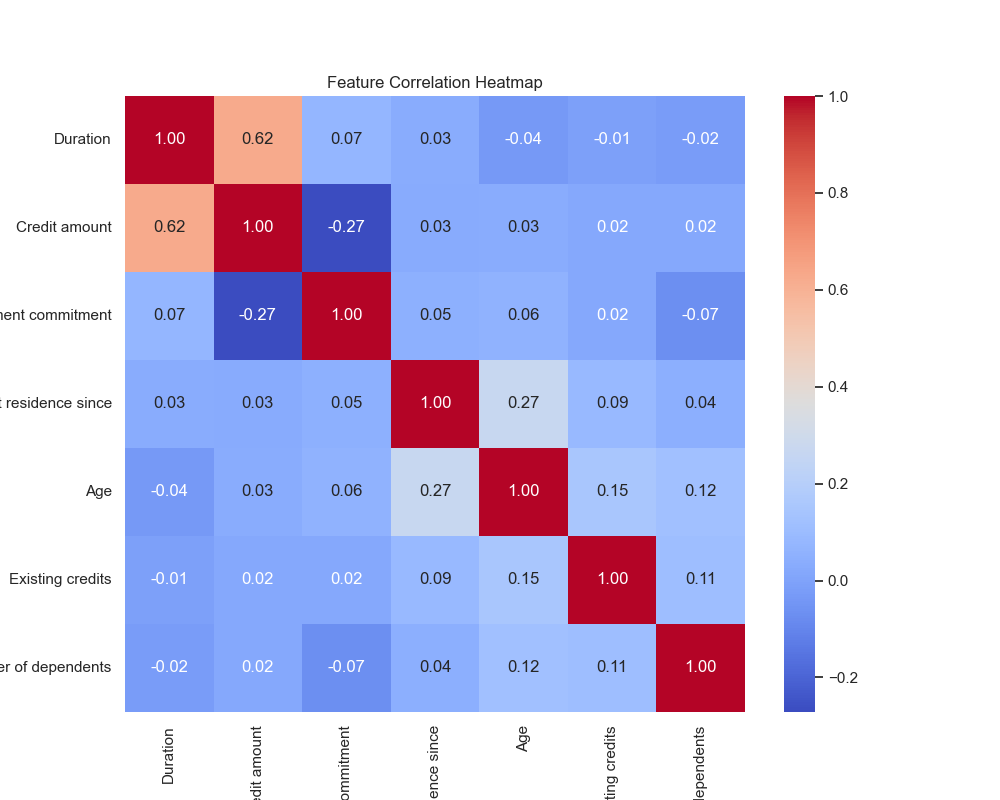 Feature Correlation Heatmap
Duration 1.00 0.62 0.07 0.03 -0.04 -0.01 -0.02
Credit amount 0.62 1.00 -0.27 0.03 0.03 0.02 0.02
ment commitment 0.07 -0.27 1.00 0.05 0.06 0.02 -0.07
t residence since 0.03 0.03 0.05 1.00 0.27 0.09 0.04
Age -0.04 0.03 0.06 0.27 1.00 0.15 0.12
Existing credits -0.01 0.02 0.02 0.09 0.15 1.00 0.11
er of dependents -0.02 0.02 -0.07 0.04 0.12 0.11 1.00
Duration
edit amount
ommitment
ence since
Age
ting credits
dependents
1.0
0.8
0.6
0.4
0.2
0.0
−0.2